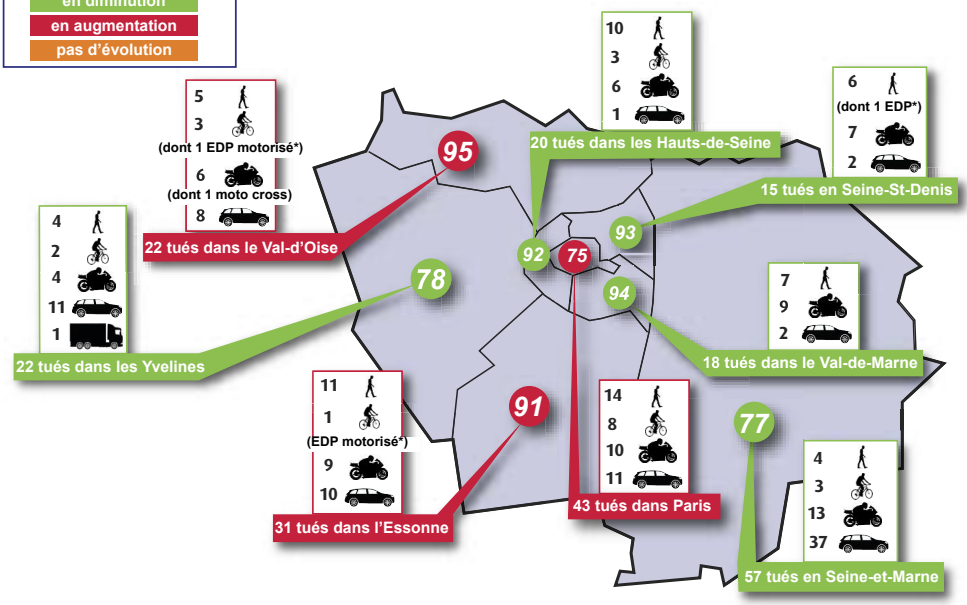 en diminution
en augmentation
pas d'évolution
10
3
6
1
20 tués dans les Hauts-de-Seine
6
(dont 1 EDP*)
7
2
15 tués en Seine-St-Denis
5
3
(dont 1 EDP motorisé*)
6
(dont 1 moto cross)
8
22 tués dans le Val-d'Oise
95
93
92
75
94
78
4
2
4
11
1
22 tués dans les Yvelines
7
9
2
18 tués dans le Val-de-Marne
11
1
(EDP motorisé*)
9
10
31 tués dans l'Essonne
91
14
8
10
11
43 tués dans Paris
77
4
3
13
37
57 tués en Seine-et-Marne